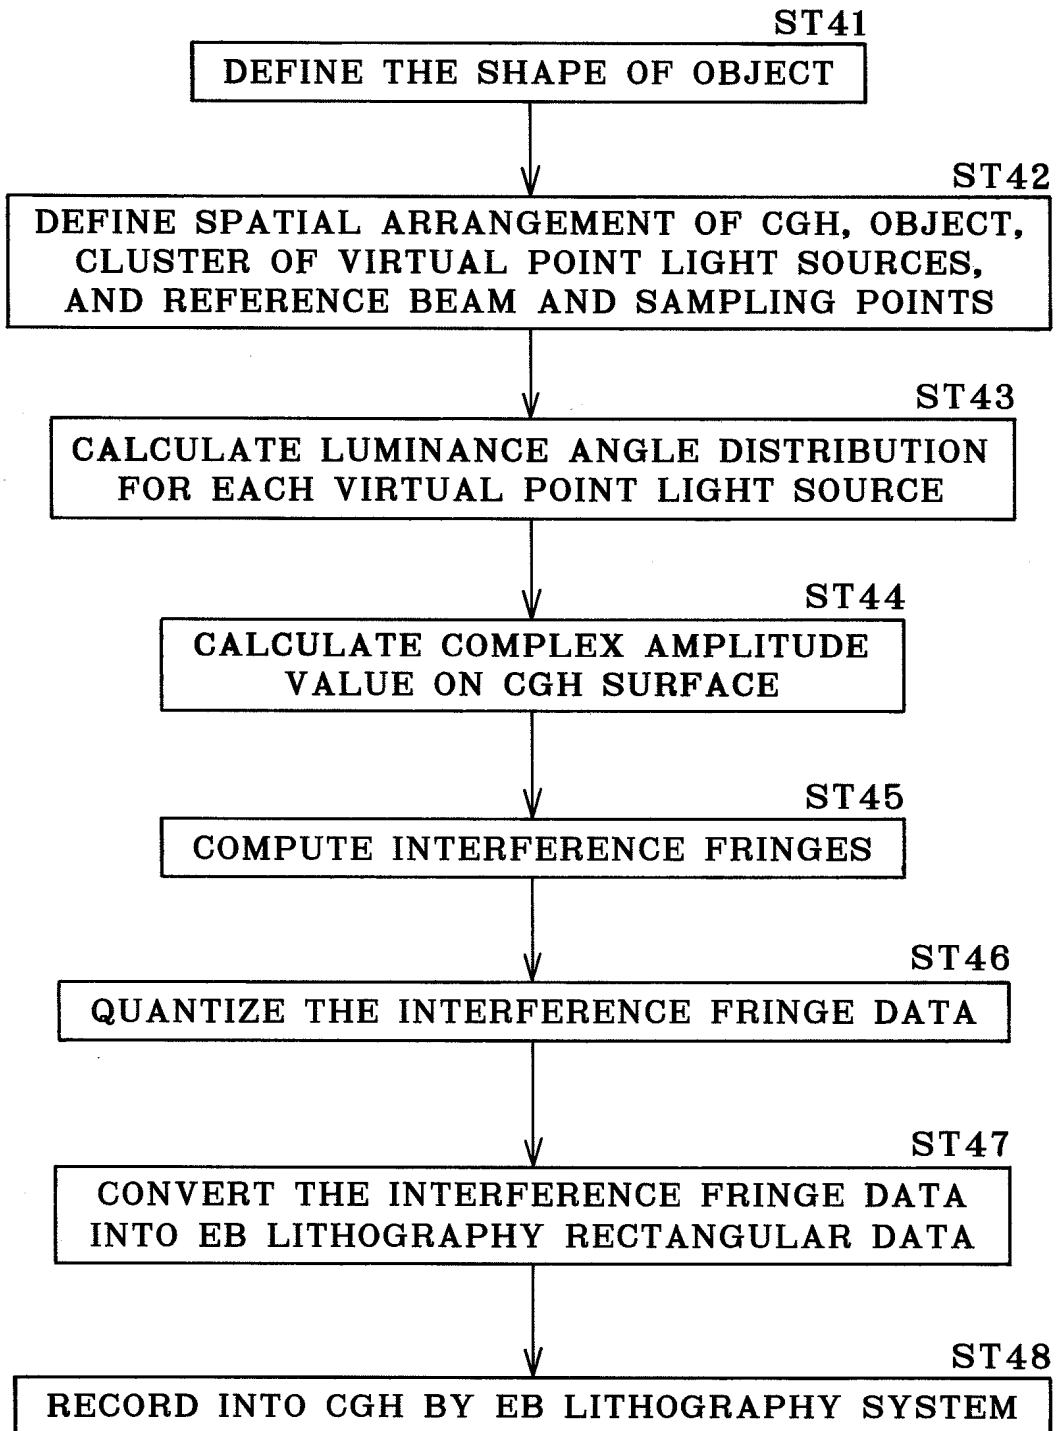 ST41
DEFINE THE SHAPE OF OBJECT
ST42
DEFINE SPATIAL ARRANGEMENT OF CGH, OBJECT,
CLUSTER OF VIRTUAL POINT LIGHT SOURCES,
AND REFERENCE BEAM AND SAMPLING POINTS
ST43
CALCULATE LUMINANCE ANGLE DISTRIBUTION
FOR EACH VIRTUAL POINT LIGHT SOURCE
ST44
CALCULATE COMPLEX AMPLITUDE
VALUE ON CGH SURFACE
ST45
COMPUTE INTERFERENCE FRINGES
ST46
QUANTIZE THE INTERFERENCE FRINGE DATA
ST47
CONVERT THE INTERFERENCE FRINGE DATA
INTO EB LITHOGRAPHY RECTANGULAR DATA
ST48
RECORD INTO CGH BY EB LITHOGRAPHY SYSTEM